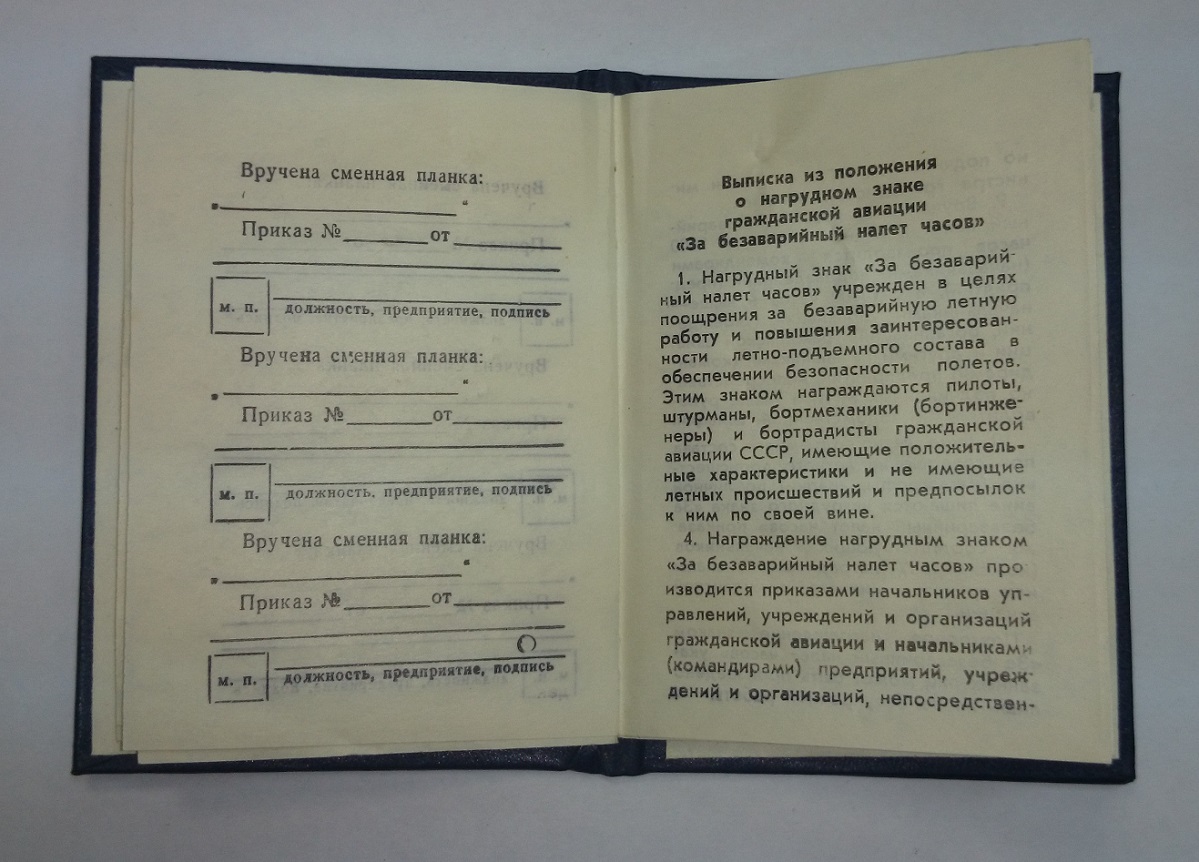 Вручена сменная планка:
„ "
Приказ № от
м. п. должность, предприятие, подпись
Вручена сменная планка:
„ "
Приказ № от
м. п. должность, предприятие, подпись
Вручена сменная планка:
„ "
Приказ № от
м. п. должность, предприятие, подпись
Выписка из положения
о нагрудном знаке
гражданской авиации
«За безаварийный налет часов»
1. Нагрудный знак «За безаварий-
ный налет часов» учрежден в целях
поощрения за безаварийную летную
работу и повышения заинтересован-
ности летно-подъемного состава в
обеспечении безопасности полетов.
Этим знаком награждаются пилоты,
штурманы, бортмеханики (бортинже-
неры) и бортрадисты гражданской
авиации СССР, имеющие положитель-
ные характеристики и не имеющие
летных происшествий и предпосылок
к ним по своей вине.
4. Награждение нагрудным знаком
«За безаварийный налет часов» про
изводится приказами начальников уп-
равлений, учреждений и организаций
гражданской авиации и начальниками
(командирами) предприятий, учреж-
дений и организаций, непосредствен-